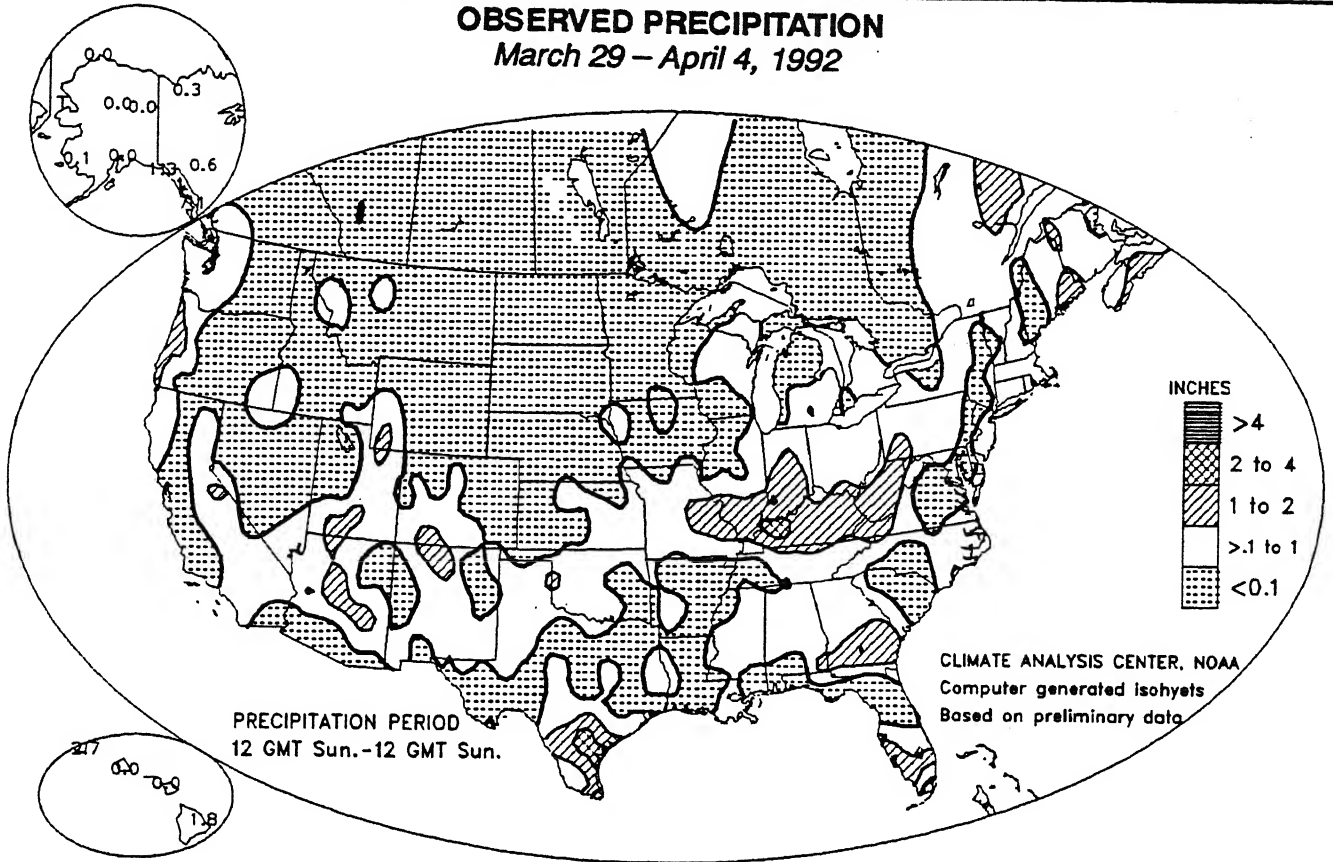 OBSERVED PRECIPITATION
March 29 – April 4, 1992
0.0
0.3
0.0
0.0
0.1
0.0
0.6
INCHES
>4
2 to 4
1 to 2
>.1 to 1
<0.1
CLIMATE ANALYSIS CENTER, NOAA
Computer generated isohyets
Based on preliminary data
PRECIPITATION PERIOD
12 GMT Sun.-12 GMT Sun.
0.0
0.0
1.8